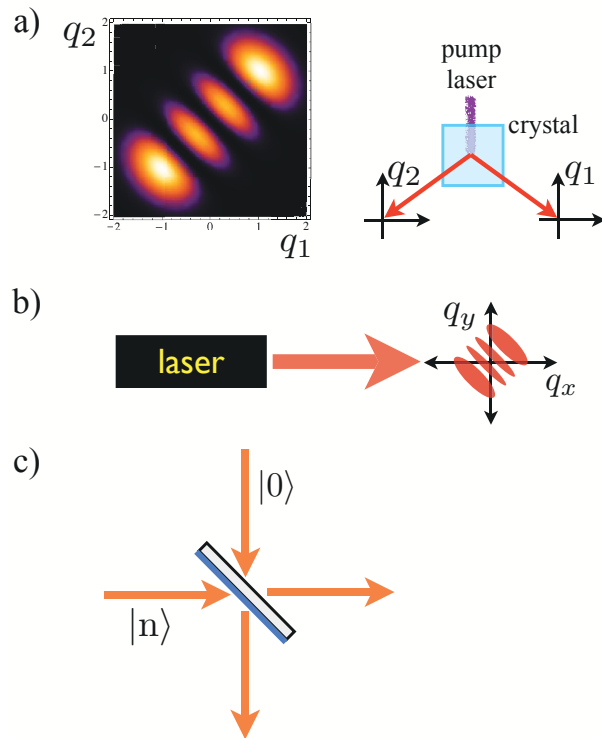 a)
q2
2
1
0
-1
-2
-2 -1 0 1 2
q1
pump
laser
crystal
q2
q1
b)
laser
qy
qx
c)
|0⟩
|n⟩